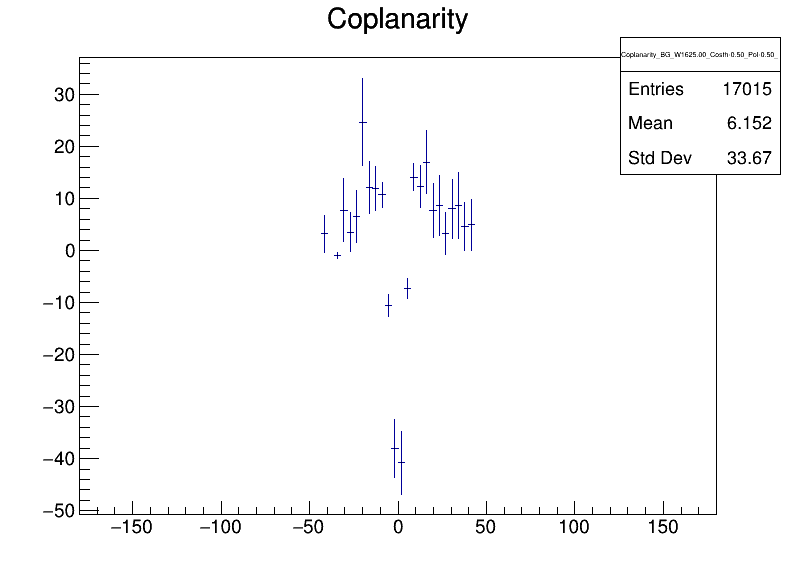 Coplanarity
Coplanarity_BG_W1625.00_Costh-0.50_Pol-0.50_
Entries 17015
Mean 6.152
Std Dev 33.67
30
20
10
0
−10
−20
−30
−40
−50
−150 −100 −50 0 50 100 150